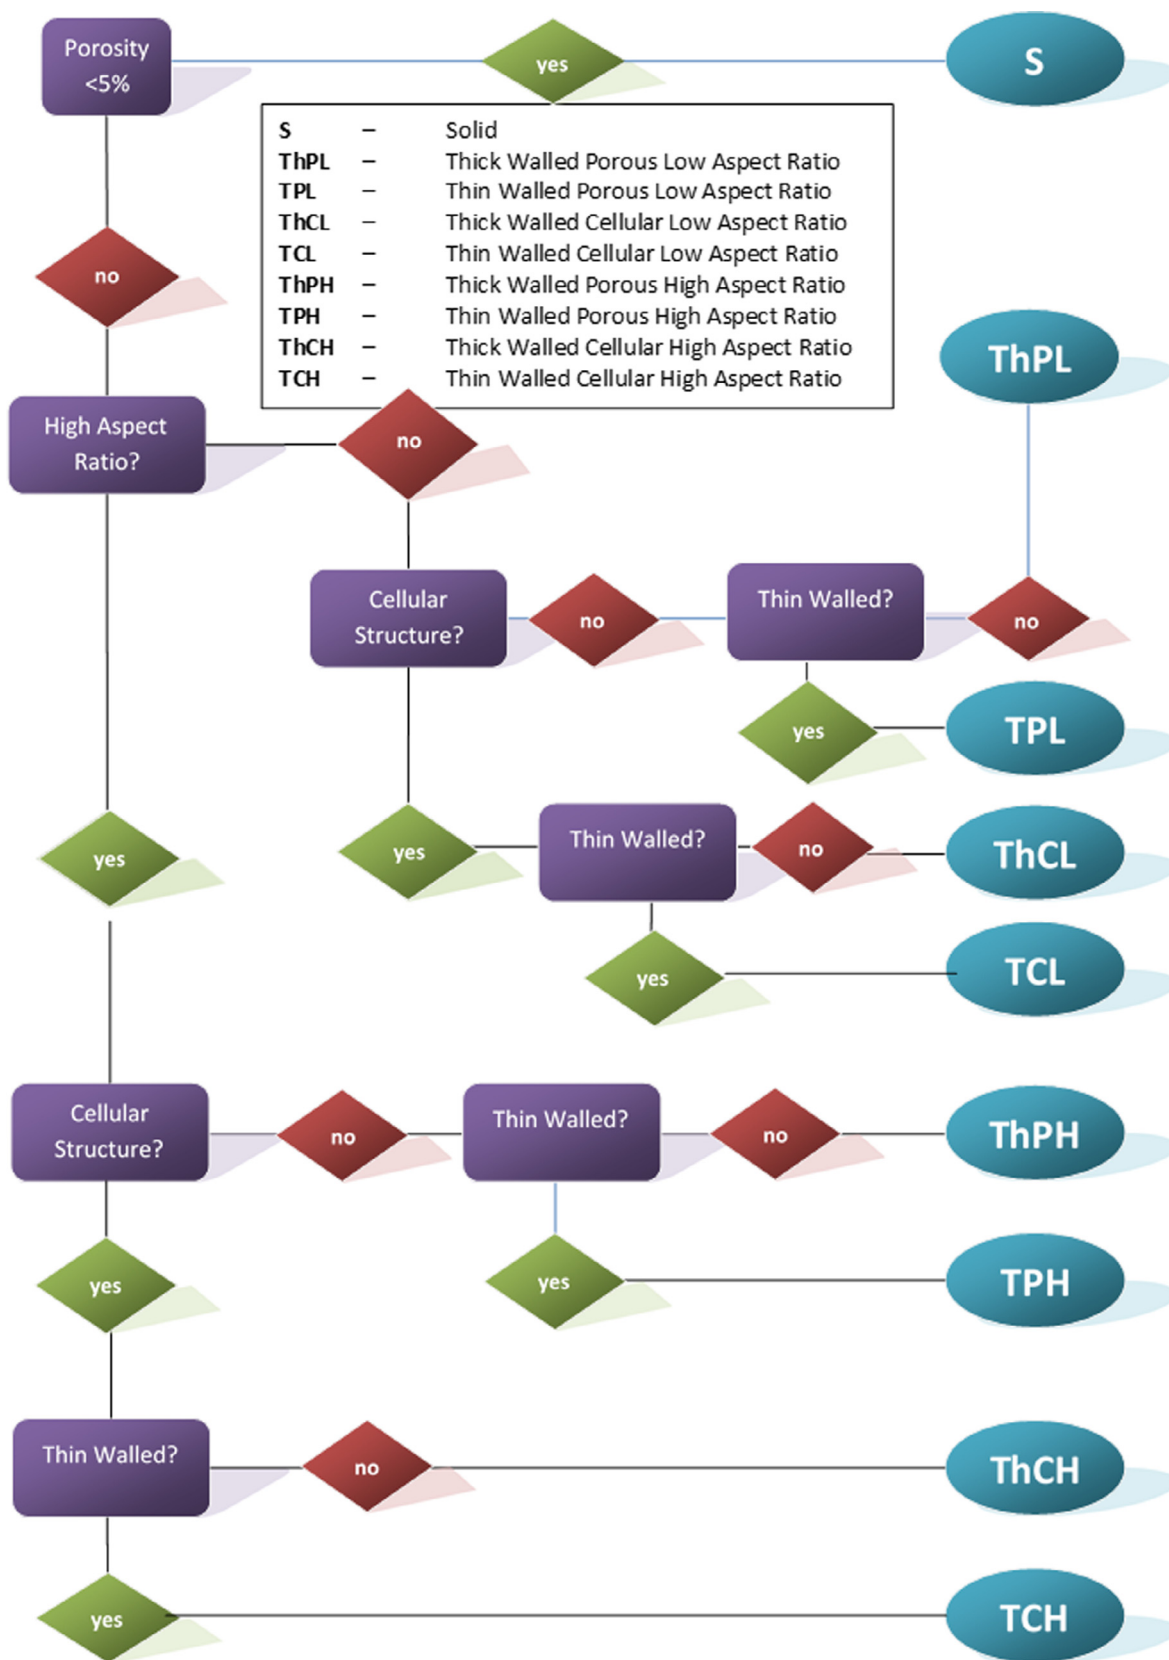 Porosity
<5%
yes
S
S – Solid
ThPL – Thick Walled Porous Low Aspect Ratio
TPL – Thin Walled Porous Low Aspect Ratio
ThCL – Thick Walled Cellular Low Aspect Ratio
TCL – Thin Walled Cellular Low Aspect Ratio
ThPH – Thick Walled Porous High Aspect Ratio
TPH – Thin Walled Porous High Aspect Ratio
ThCH – Thick Walled Cellular High Aspect Ratio
TCH – Thin Walled Cellular High Aspect Ratio
no
ThPL
High Aspect
Ratio?
no
Cellular
Structure?
no
Thin Walled?
no
yes
TPL
yes
yes
Thin Walled?
no
ThCL
yes
TCL
Cellular
Structure?
no
Thin Walled?
no
ThPH
yes
yes
TPH
Thin Walled?
no
ThCH
yes
TCH